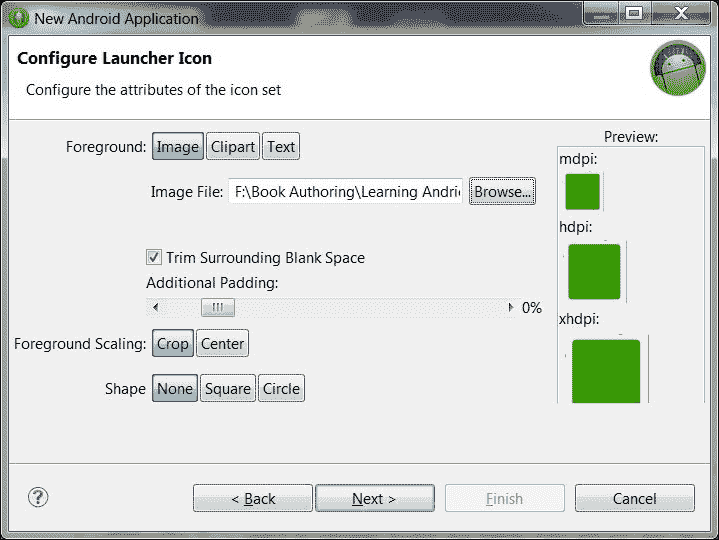 New Android Application
Configure Launcher Icon
Configure the attributes of the icon set
Foreground: Image Clipart Text
Image File: F:\Book Authoring\Learning Andri Browse...
Trim Surrounding Blank Space
Additional Padding:
0%
Foreground Scaling: Crop Center
Shape None Square Circle
Preview:
mdpi:
hdpi:
xhdpi:
?
< Back Next > Finish Cancel